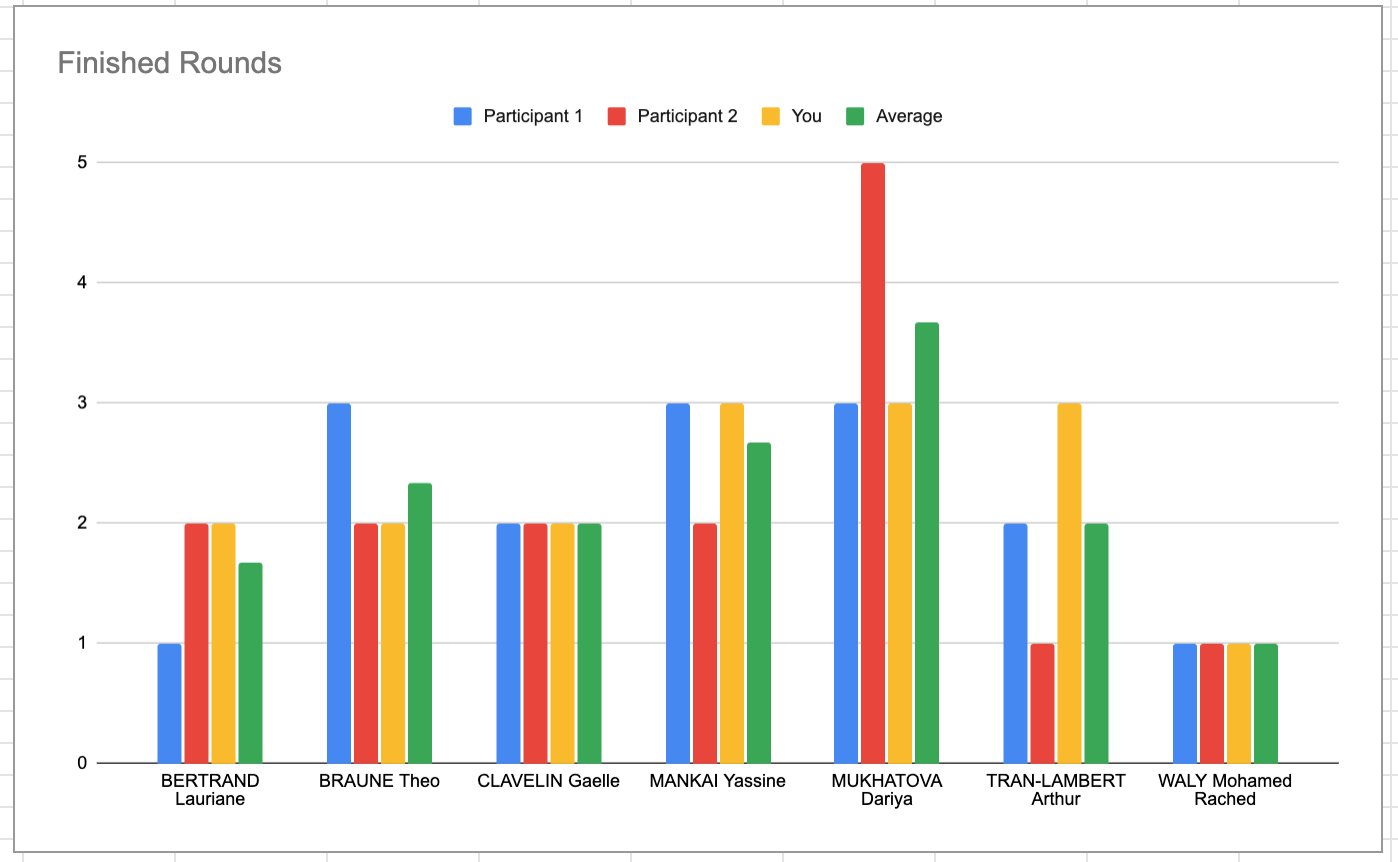 Finished Rounds
Participant 1 Participant 2 You Average
5
4
3
2
1
0
BERTRAND Lauriane
BRAUNE Theo
CLAVELIN Gaelle
MANKAI Yassine
MUKHATOVA Dariya
TRAN-LAMBERT Arthur
WALY Mohamed Rached